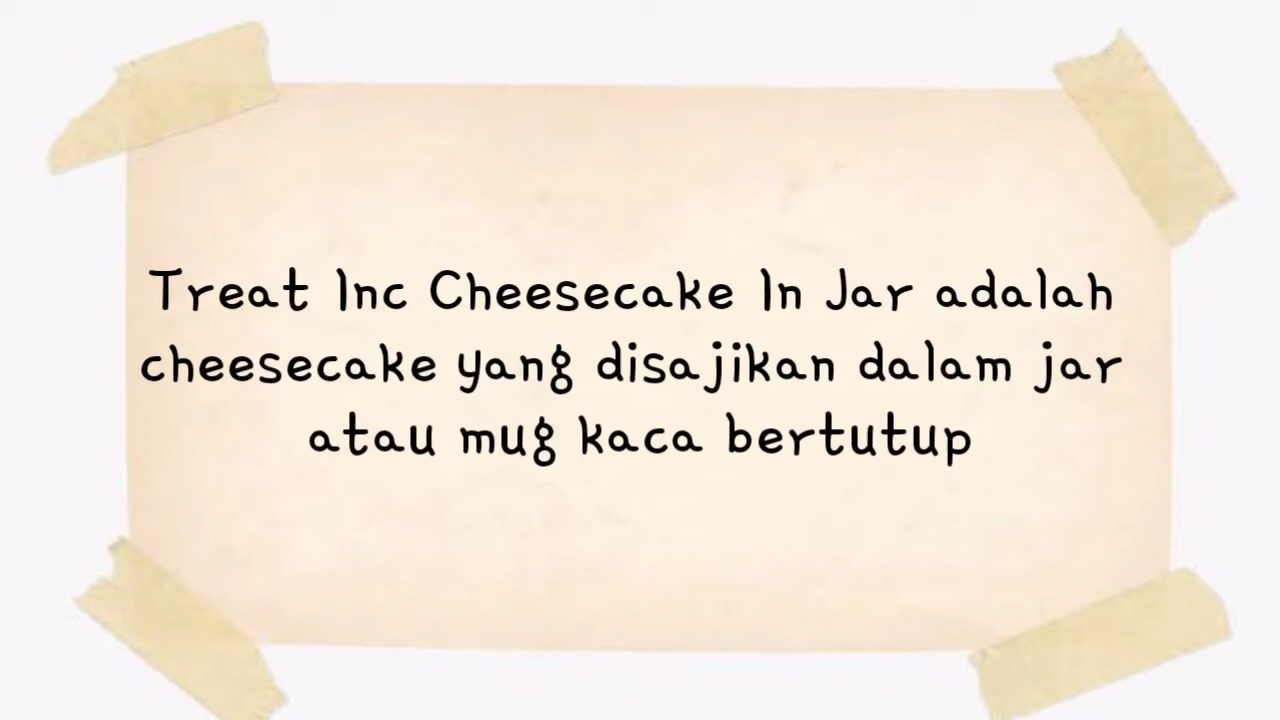 Treat Inc Cheesecake In Jar adalah
cheesecake yang disajikan dalam jar
atau mug kaca bertutup